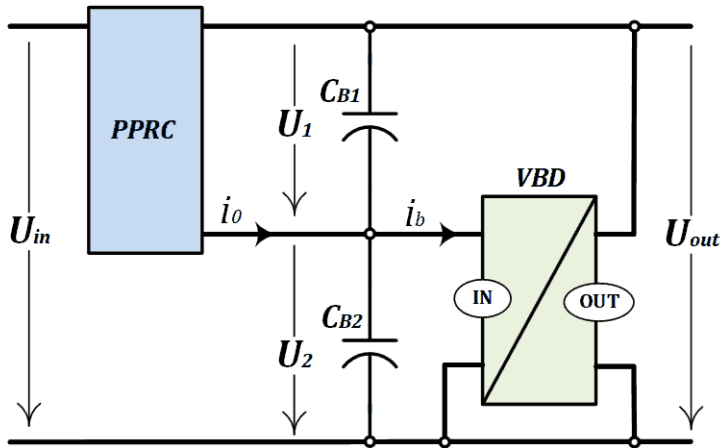 PPRC
U1
CB1
VBD
i0
ib
Uin
Uout
IN
OUT
CB2
U2